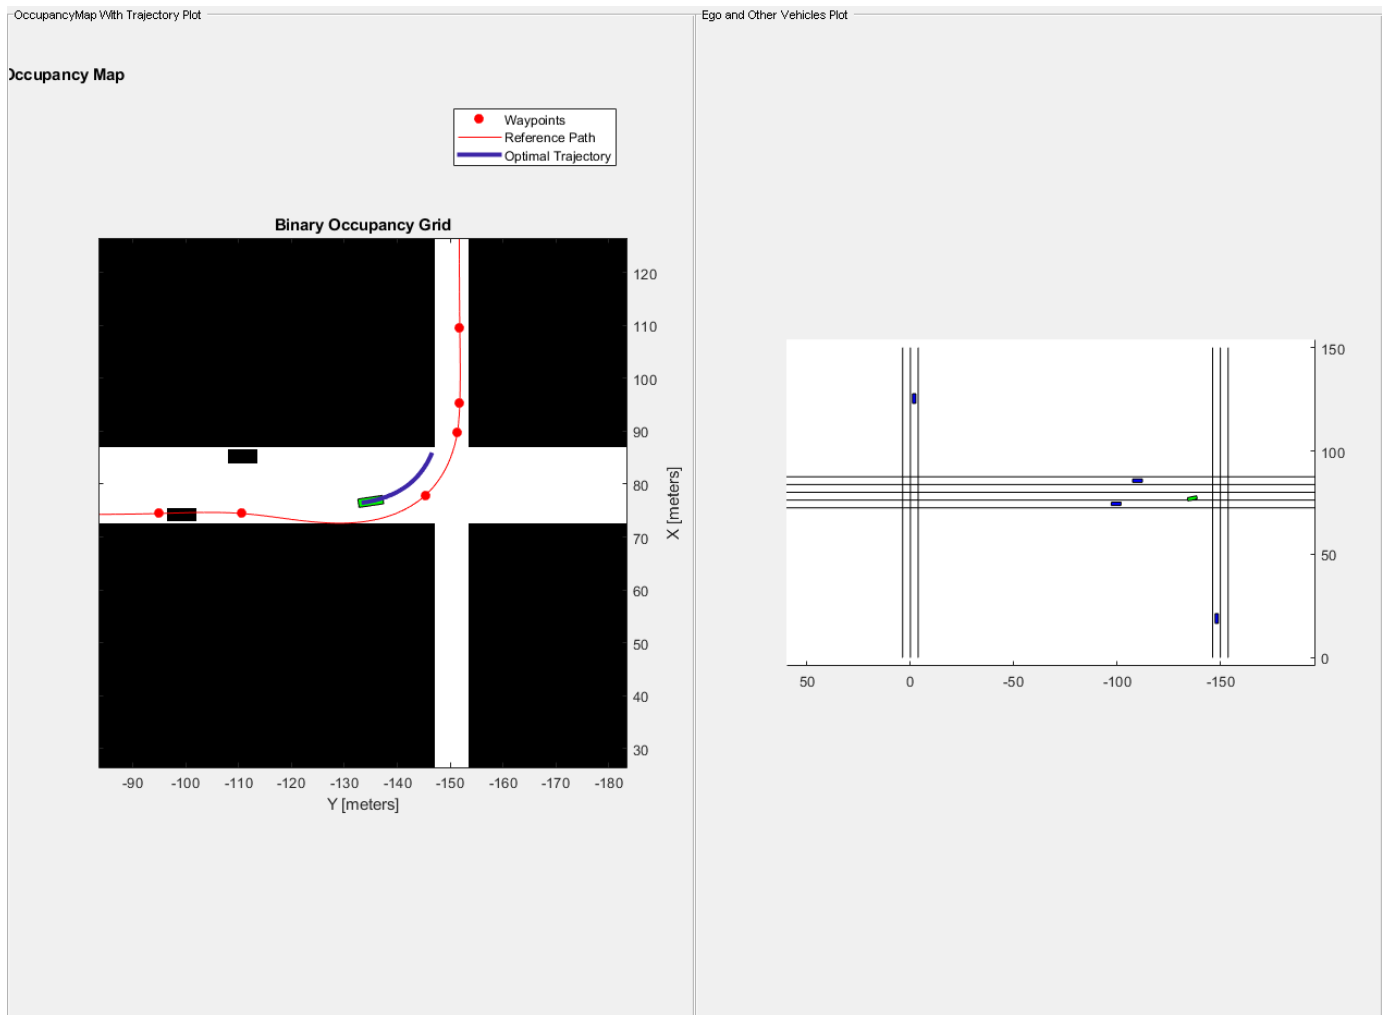 OccupancyMap With Trajectory Plot
Occupancy Map
Waypoints
Reference Path
Optimal Trajectory
Binary Occupancy Grid
120
110
100
90
80
70
60
50
40
30
X [meters]
-90 -100 -110 -120 -130 -140 -150 -160 -170 -180
Y [meters]
Ego and Other Vehicles Plot
150
100
50
0
50 0 -50 -100 -150